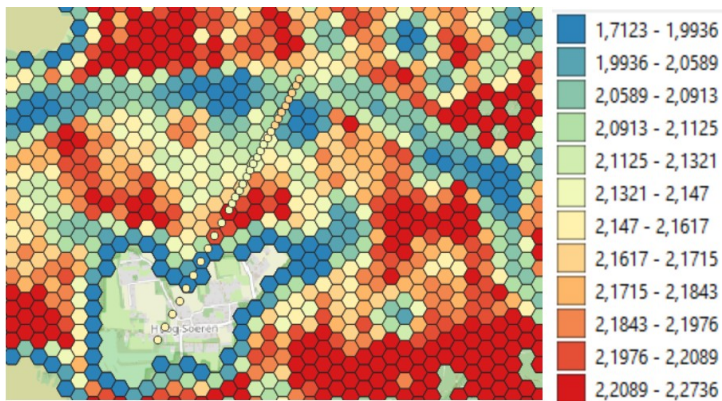 Hoog Soeren
1,7123 - 1,9936
1,9936 - 2,0589
2,0589 - 2,0913
2,0913 - 2,1125
2,1125 - 2,1321
2,1321 - 2,147
2,147 - 2,1617
2,1617 - 2,1715
2,1715 - 2,1843
2,1843 - 2,1976
2,1976 - 2,2089
2,2089 - 2,2736